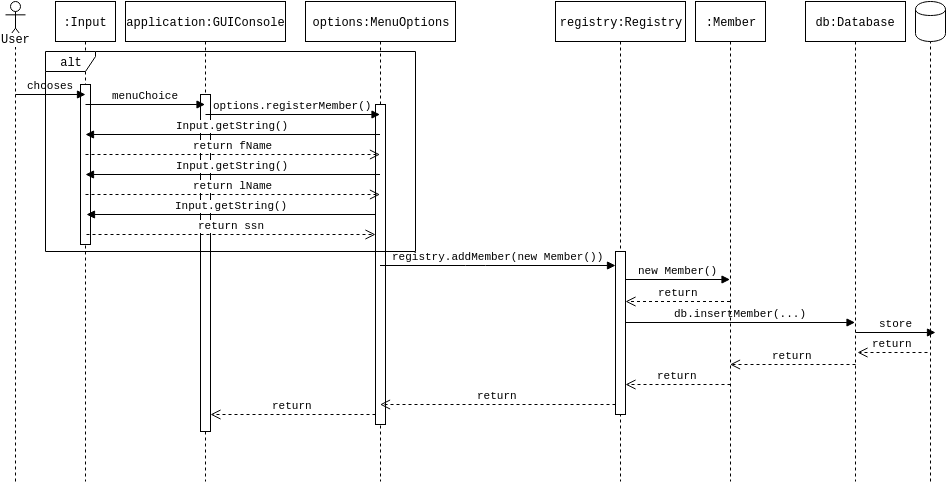 :Input
application:GUIConsole
options:MenuOptions
registry:Registry
:Member
db:Database
User
alt
chooses
menuChoice
options.registerMember()
Input.getString()
return fName
Input.getString()
return lName
Input.getString()
return ssn
registry.addMember(new Member())
new Member()
return
db.insertMember(...)
store
return
return
return
return
return